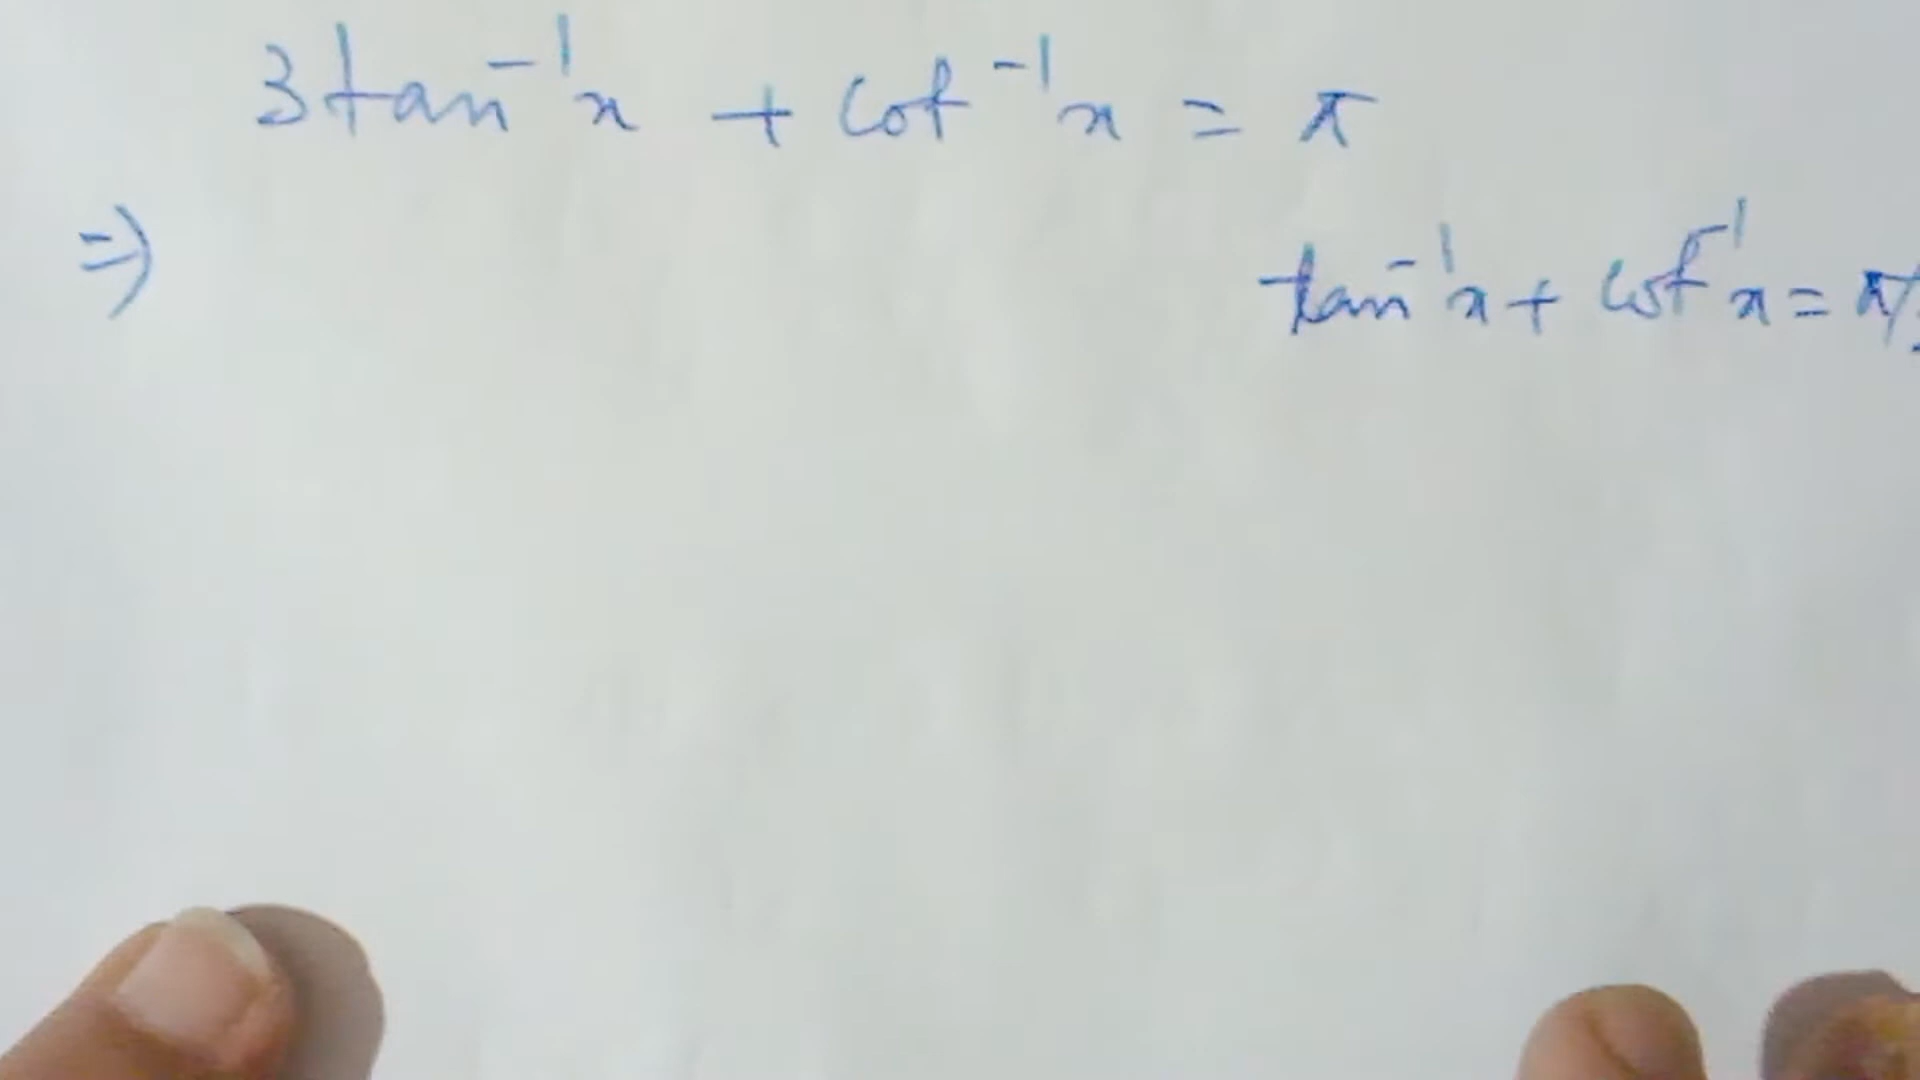 3tan⁻¹x + cot⁻¹x = π
⇒
tan⁻¹x + cot⁻¹x = π/